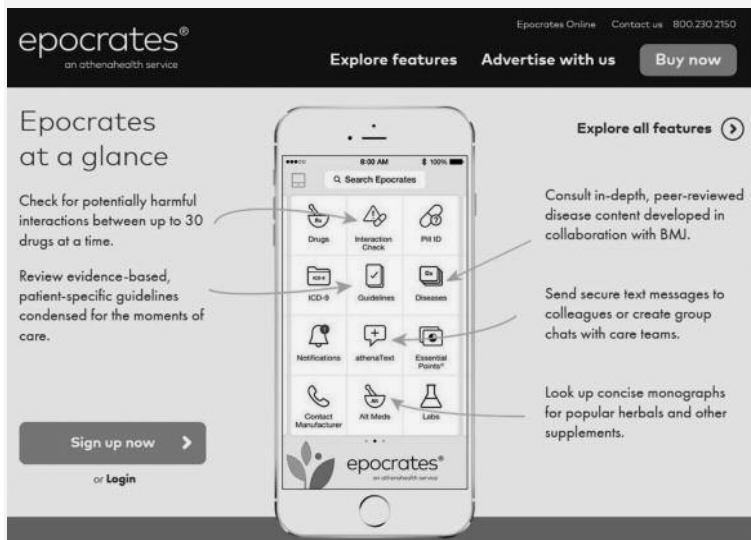 epocrates®
an athenahealth service
Epocrates Online Contact us 800.230.2150
Explore features Advertise with us Buy now
Epocrates
at a glance
Check for potentially harmful
interactions between up to 30
drugs at a time.
Review evidence-based,
patient-specific guidelines
condensed for the moments of
care.
Sign up now
or Login
8:00 AM 100%
Search Epocrates
Drugs
Rx
Interaction
Check
Pill ID
ICD-9
ICD-9
Guidelines
Dx
Diseases
Notifications
athenaText
Essential
Points®
Contact
Manufacturer
Alt
Alt Meds
Labs
epocrates®
an athenahealth service
Explore all features
Consult in-depth, peer-reviewed
disease content developed in
collaboration with BMJ.
Send secure text messages to
colleagues or create group
chats with care teams.
Look up concise monographs
for popular herbals and other
supplements.